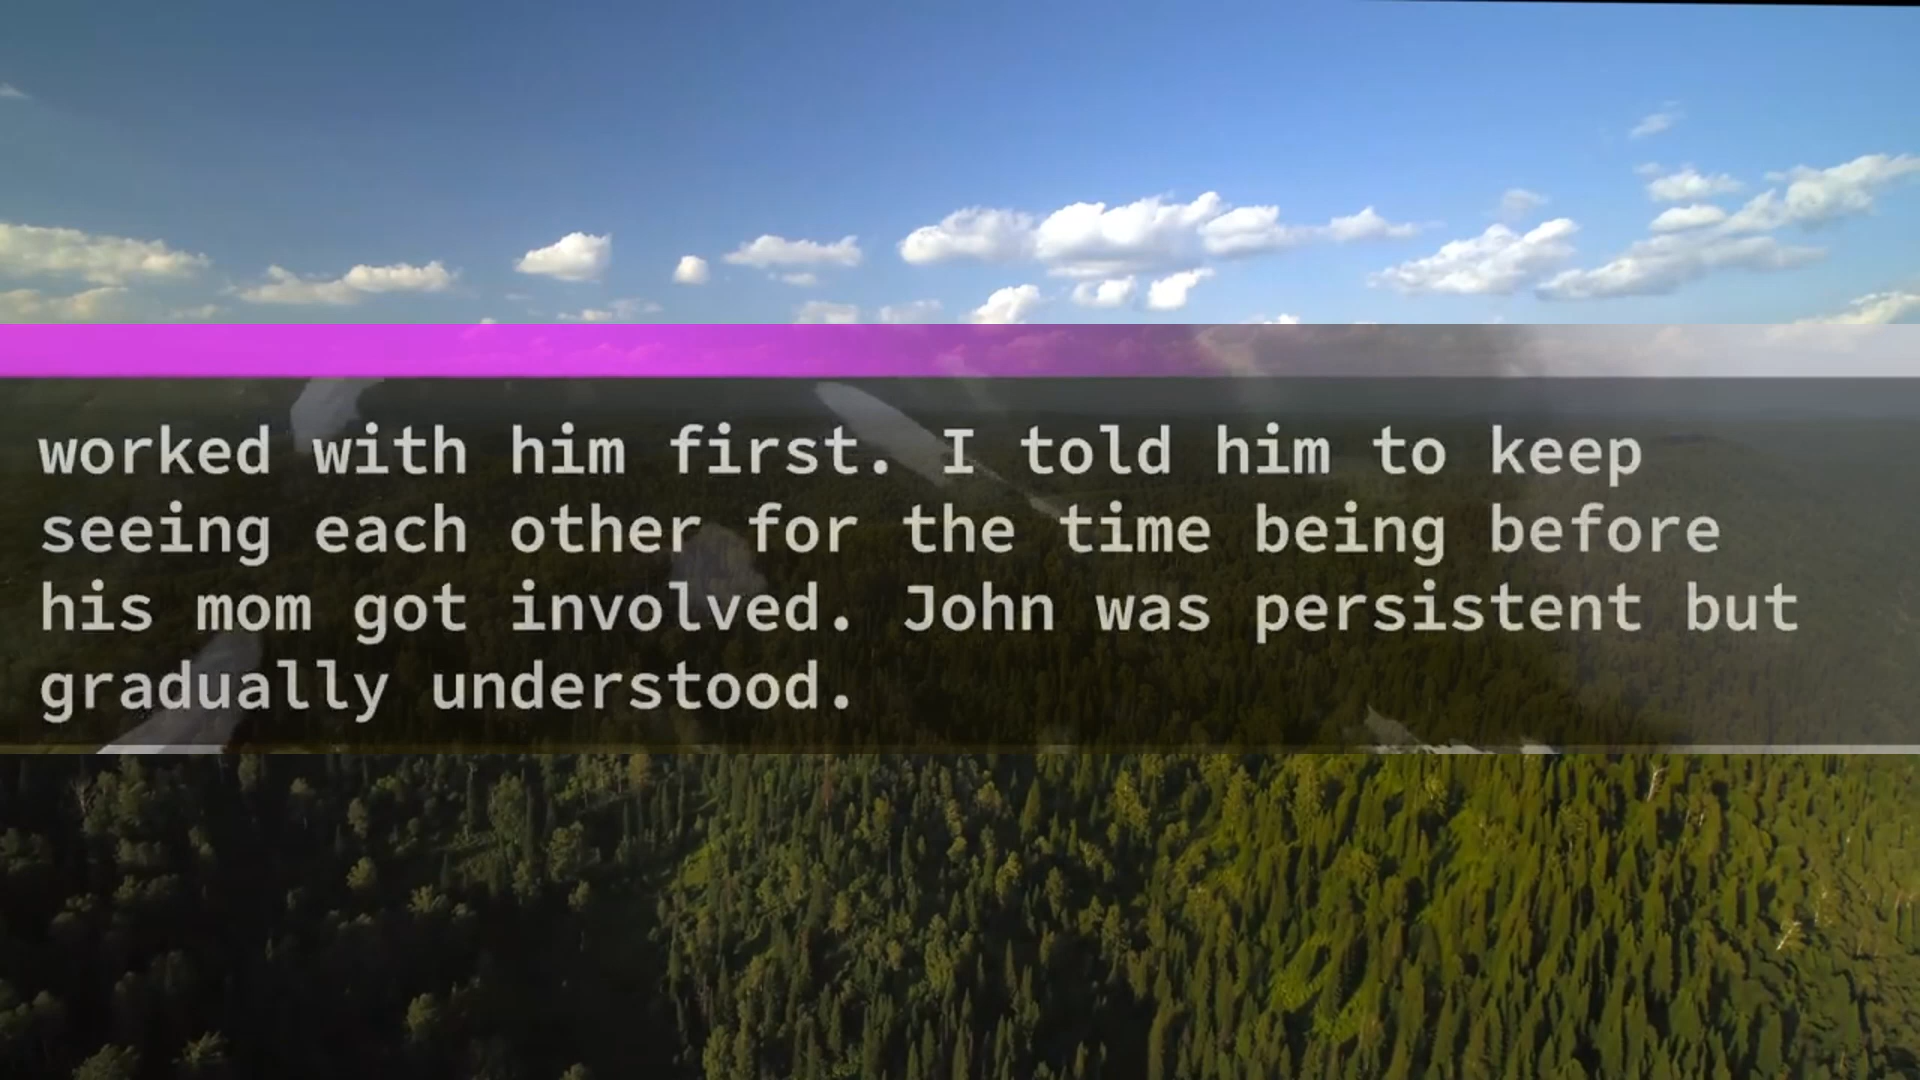 worked with him first. I told him to keep
seeing each other for the time being before
his mom got involved. John was persistent but
gradually understood.